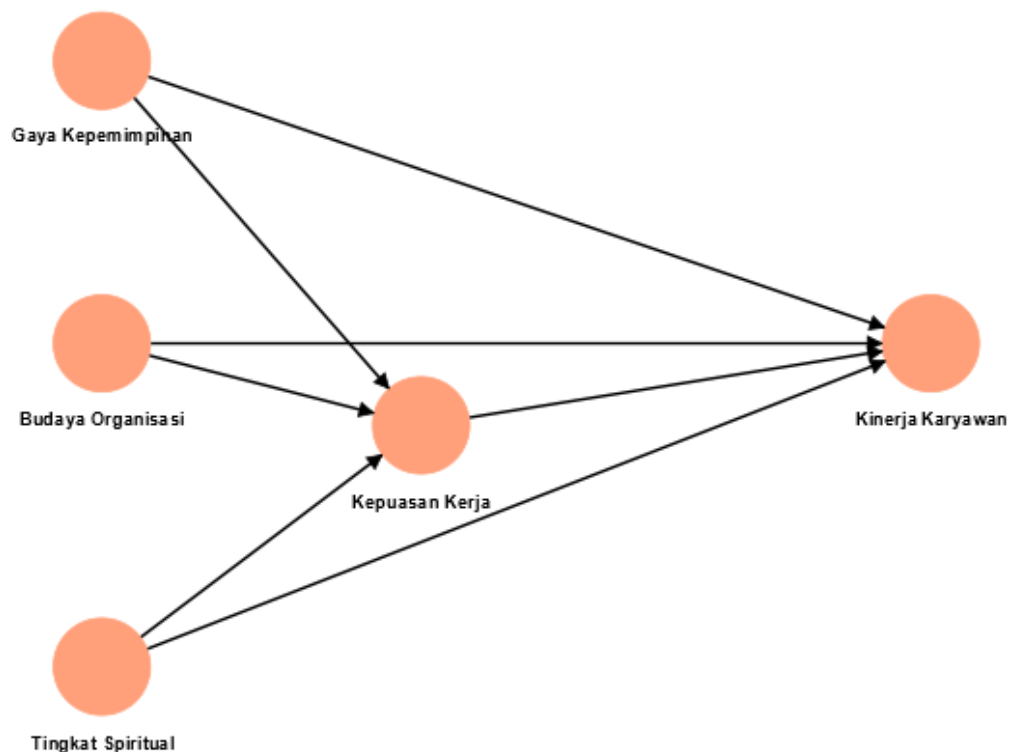 Gaya Kepemimpinan
Budaya Organisasi
Kinerja Karyawan
Kepuasan Kerja
Tingkat Spiritual